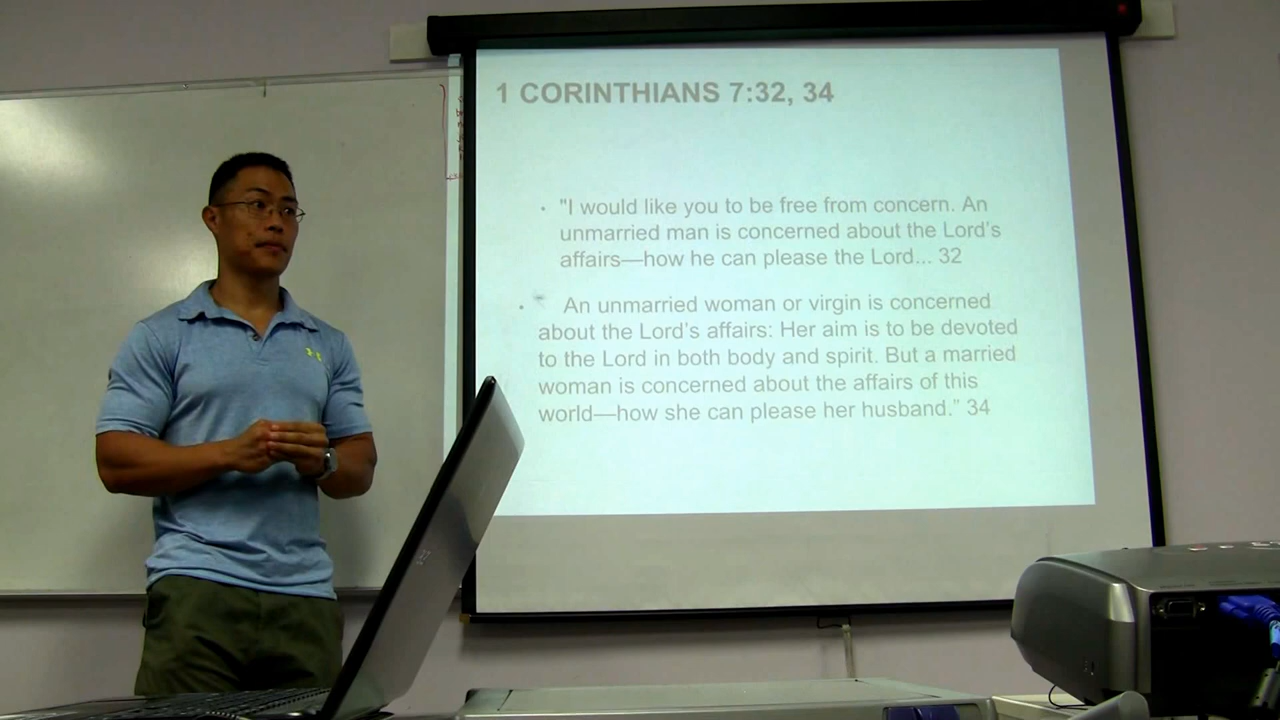 1 CORINTHIANS 7:32, 34
"I would like you to be free from concern. An
unmarried man is concerned about the Lord's
affairs—how he can please the Lord... 32
An unmarried woman or virgin is concerned
about the Lord's affairs: Her aim is to be devoted
to the Lord in both body and spirit. But a married
woman is concerned about the affairs of this
world—how she can please her husband.” 34